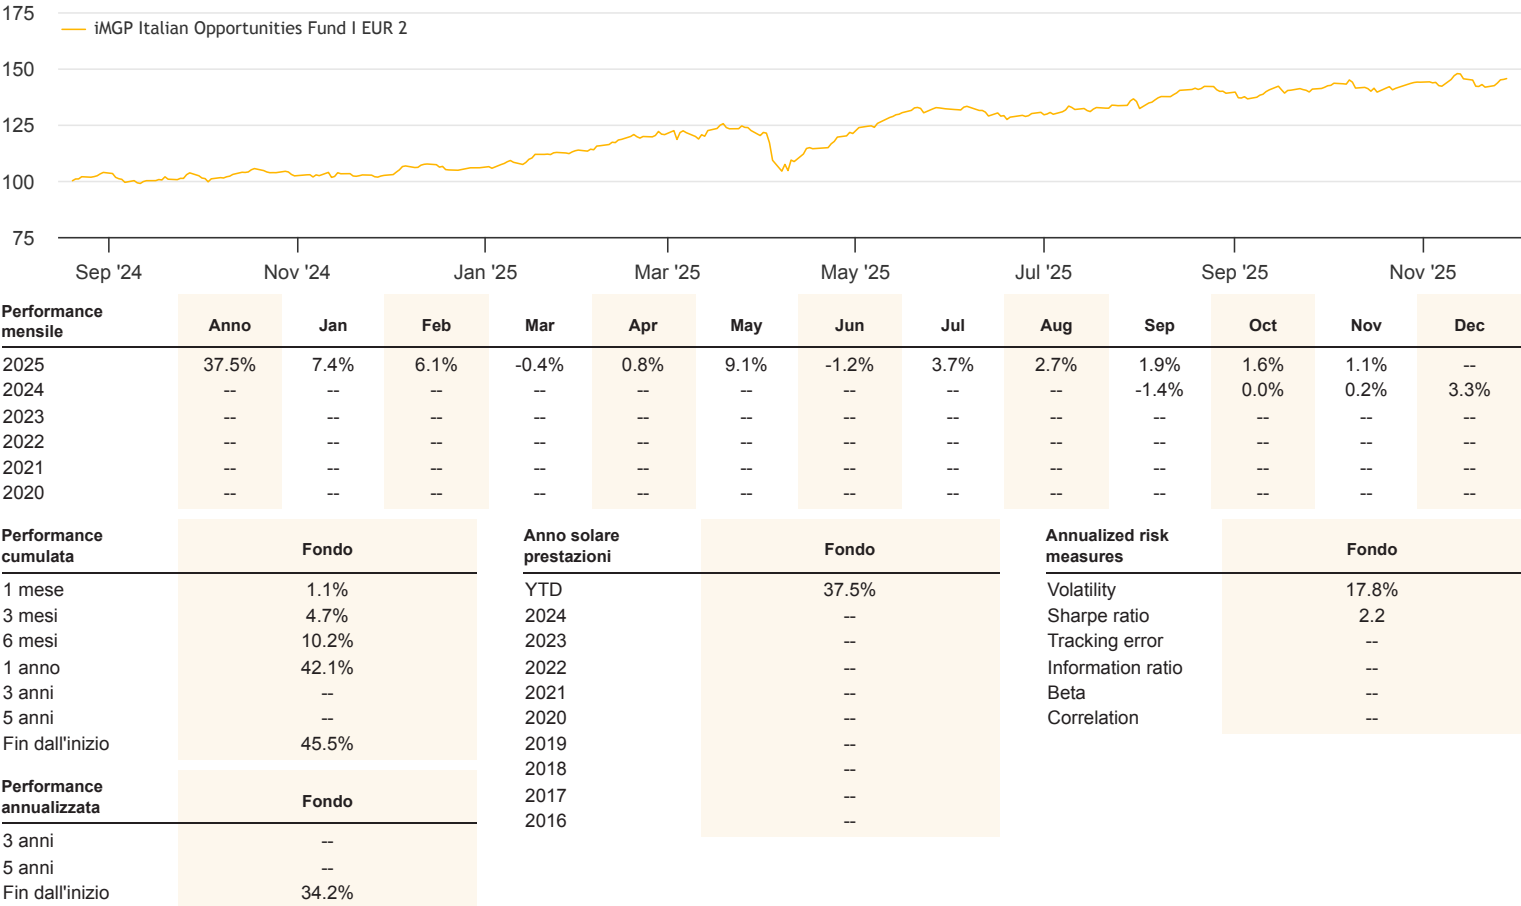 175
iMGP Italian Opportunities Fund I EUR 2
150
125
100
75
Sep '24 Nov '24 Jan '25 Mar '25 May '25 Jul '25 Sep '25 Nov '25
Performance
mensile Anno Jan Feb Mar Apr May Jun Jul Aug Sep Oct Nov Dec
2025 37.5% 7.4% 6.1% -0.4% 0.8% 9.1% -1.2% 3.7% 2.7% 1.9% 1.6% 1.1% --
2024 -- -- -- -- -- -- -- -- -- -1.4% 0.0% 0.2% 3.3%
2023 -- -- -- -- -- -- -- -- -- -- -- -- --
2022 -- -- -- -- -- -- -- -- -- -- -- -- --
2021 -- -- -- -- -- -- -- -- -- -- -- -- --
2020 -- -- -- -- -- -- -- -- -- -- -- -- --
Performance
cumulata Fondo
1 mese 1.1%
3 mesi 4.7%
6 mesi 10.2%
1 anno 42.1%
3 anni --
5 anni --
Fin dall'inizio 45.5%
Performance
annualizzata Fondo
3 anni --
5 anni --
Fin dall'inizio 34.2%
Anno solare
prestazioni Fondo
YTD 37.5%
2024 --
2023 --
2022 --
2021 --
2020 --
2019 --
2018 --
2017 --
2016 --
Annualized risk
measures Fondo
Volatility 17.8%
Sharpe ratio 2.2
Tracking error --
Information ratio --
Beta --
Correlation --